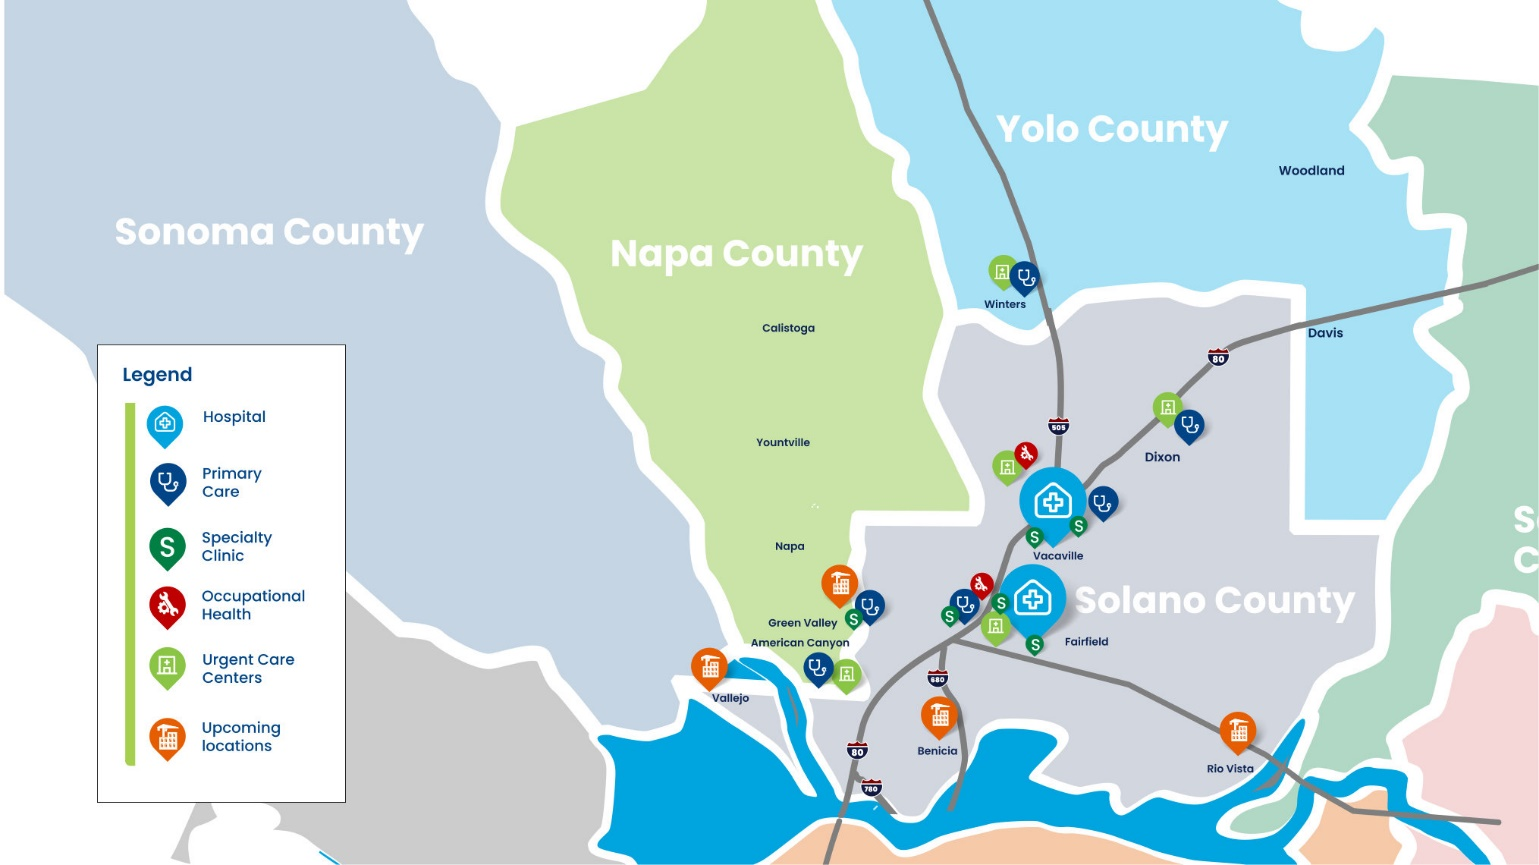 Yolo County
Woodland
Sonoma County
Napa County
Winters
Calistoga
Davis
80
Legend
Hospital
Primary
Care
Specialty
Clinic
Occupational
Health
Urgent Care
Centers
Upcoming
locations
S
505
Yountville
Dixon
S
S
Vacaville
Napa
S
S
Solano County
Green Valley
S
American Canyon
S
Fairfield
680
Vallejo
80
Benicia
Rio Vista
780
S
C